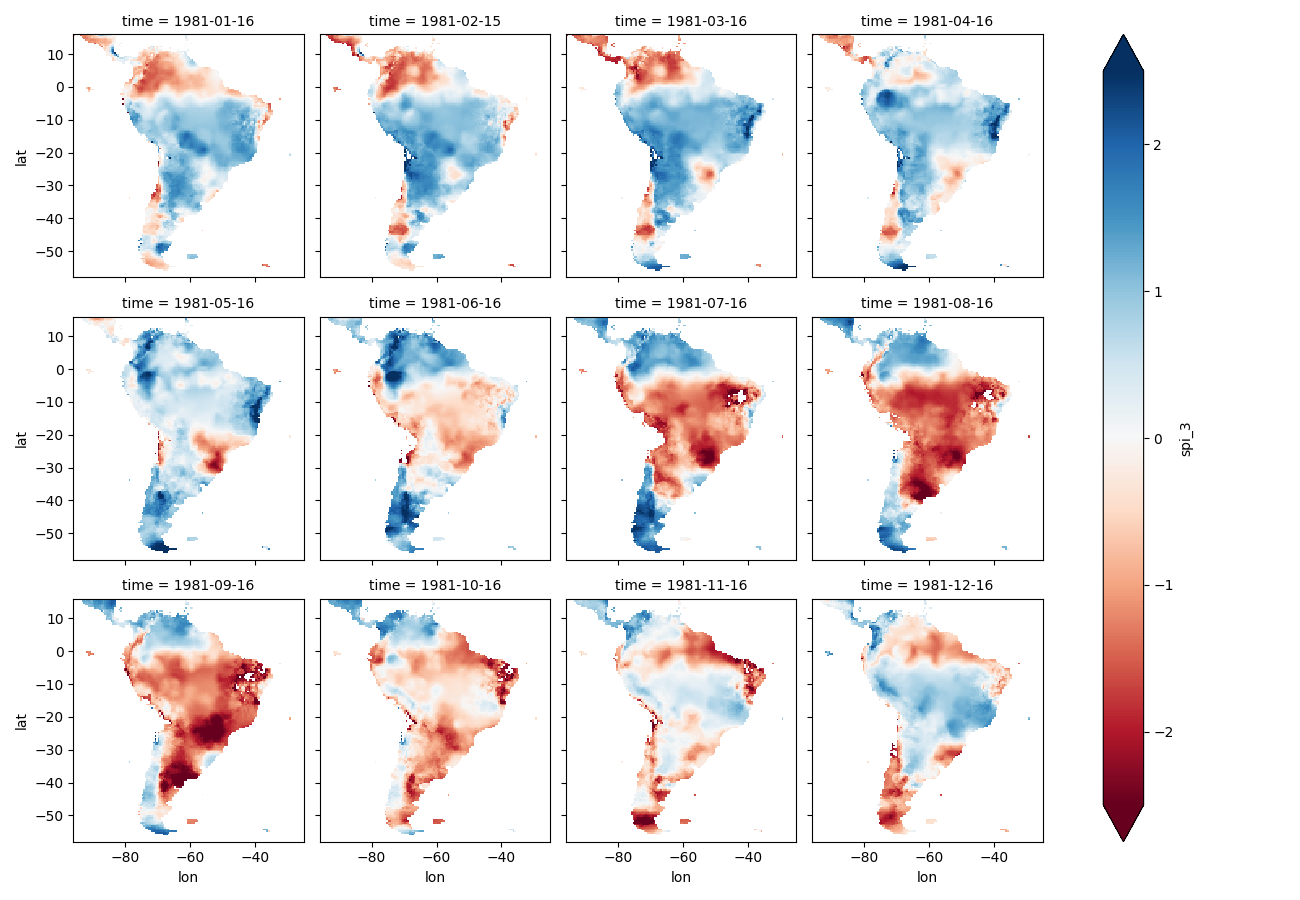 time = 1981-01-16 time = 1981-02-15 time = 1981-03-16 time = 1981-04-16
10
0
−10
−20
−30
−40
−50
lat
time = 1981-05-16 time = 1981-06-16 time = 1981-07-16 time = 1981-08-16
10
0
−10
−20
−30
−40
−50
lat
time = 1981-09-16 time = 1981-10-16 time = 1981-11-16 time = 1981-12-16
10
0
−10
−20
−30
−40
−50
lat
−80 −60 −40 −80 −60 −40 −80 −60 −40 −80 −60 −40
lon lon lon lon
2
1
0
−1
−2
spi_3